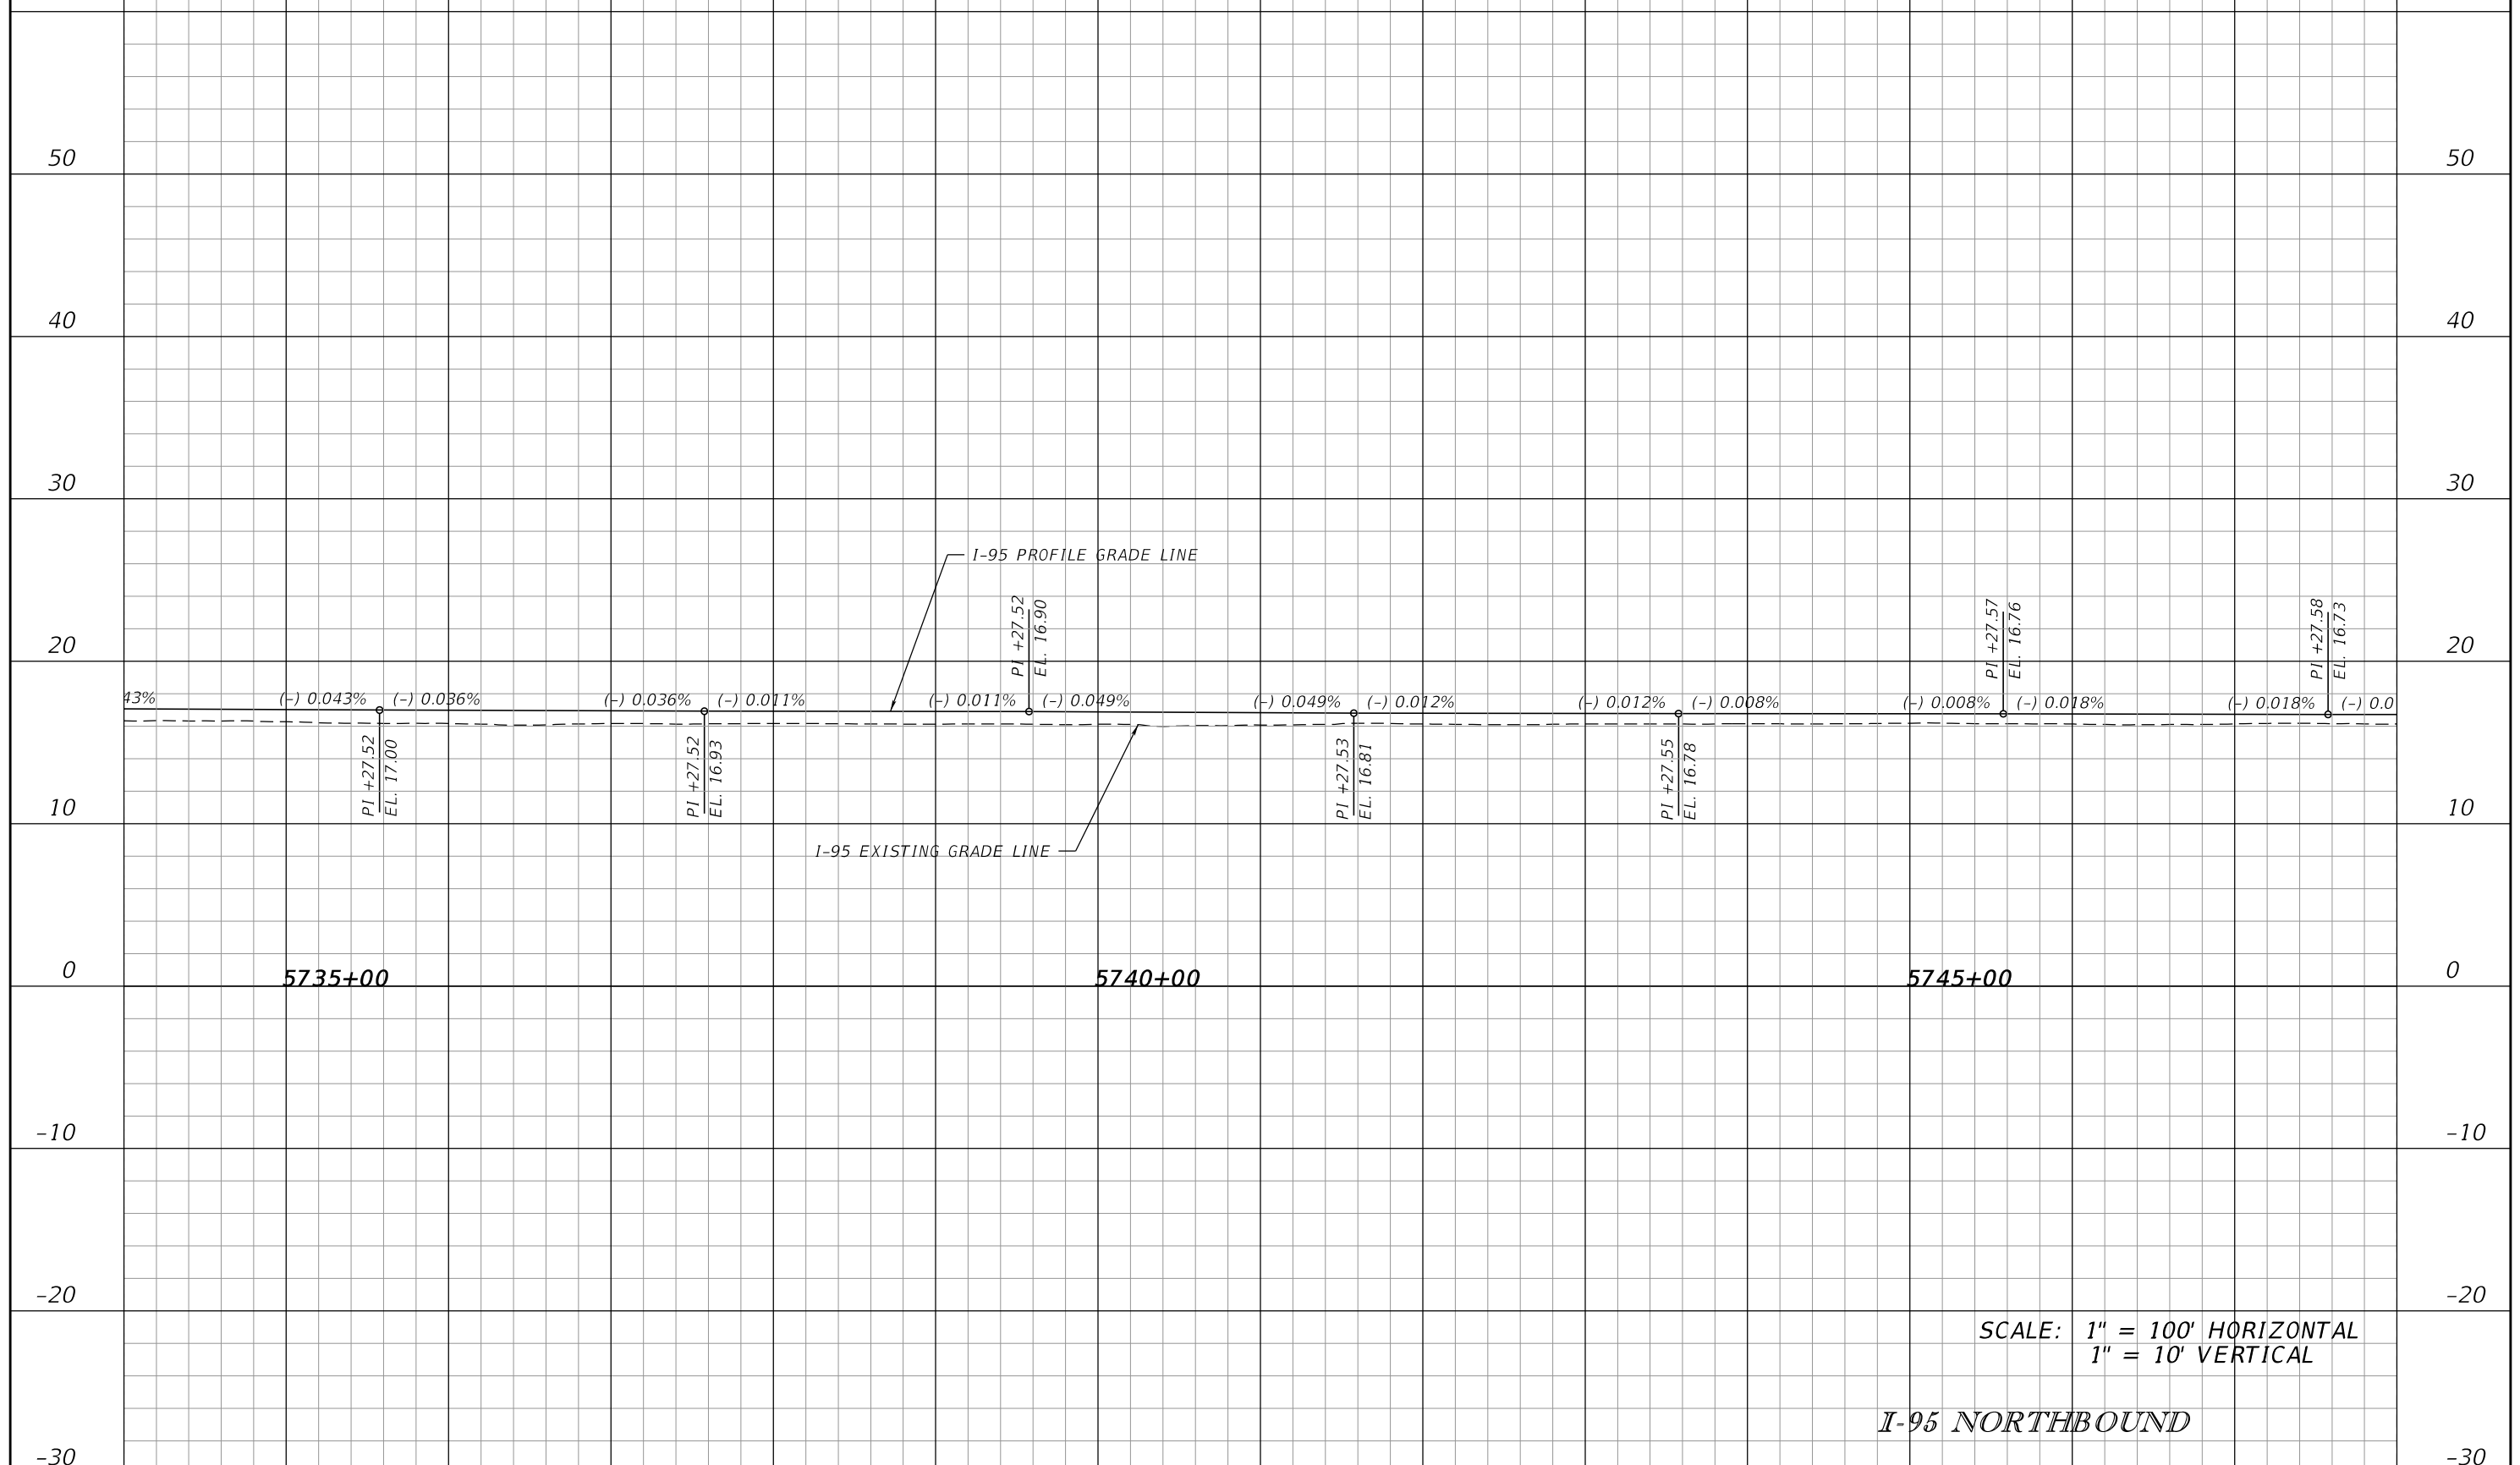 50 50
40 40
30 30
I-95 PROFILE GRADE LINE
PI +27.52
EL. 16.90
PI +27.57
EL. 16.76
PI +27.58
EL. 16.73
20 20
43% (-) 0.043% (-) 0.036% (-) 0.036% (-) 0.011% (-) 0.011% (-) 0.049% (-) 0.049% (-) 0.012% (-) 0.012% (-) 0.008% (-) 0.008% (-) 0.018% (-) 0.018% (-) 0.0
PI +27.52
EL. 17.00
PI +27.52
EL. 16.93
PI +27.53
EL. 16.81
PI +27.55
EL. 16.78
10 10
I-95 EXISTING GRADE LINE
0 0
5735+00 5740+00 5745+00
-10 -10
-20 -20
SCALE: 1" = 100' HORIZONTAL
1" = 10' VERTICAL
I-95 NORTHBOUND
-30 -30